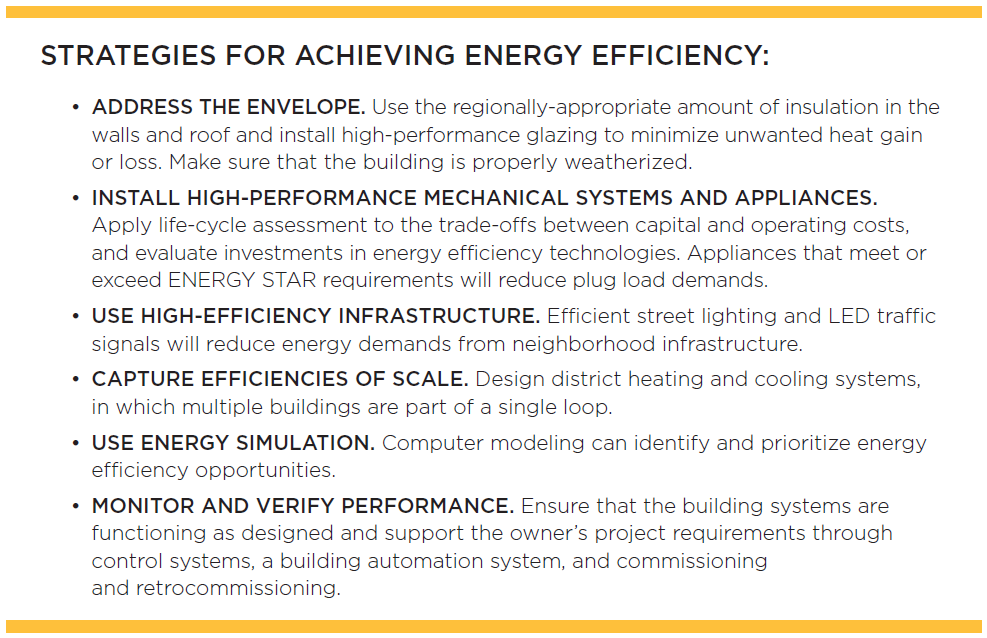 STRATEGIES FOR ACHIEVING ENERGY EFFICIENCY:
• ADDRESS THE ENVELOPE. Use the regionally-appropriate amount of insulation in the
walls and roof and install high-performance glazing to minimize unwanted heat gain
or loss. Make sure that the building is properly weatherized.
• INSTALL HIGH-PERFORMANCE MECHANICAL SYSTEMS AND APPLIANCES.
Apply life-cycle assessment to the trade-offs between capital and operating costs,
and evaluate investments in energy efficiency technologies. Appliances that meet or
exceed ENERGY STAR requirements will reduce plug load demands.
• USE HIGH-EFFICIENCY INFRASTRUCTURE. Efficient street lighting and LED traffic
signals will reduce energy demands from neighborhood infrastructure.
• CAPTURE EFFICIENCIES OF SCALE. Design district heating and cooling systems,
in which multiple buildings are part of a single loop.
• USE ENERGY SIMULATION. Computer modeling can identify and prioritize energy
efficiency opportunities.
• MONITOR AND VERIFY PERFORMANCE. Ensure that the building systems are
functioning as designed and support the owner’s project requirements through
control systems, a building automation system, and commissioning
and retrocommissioning.